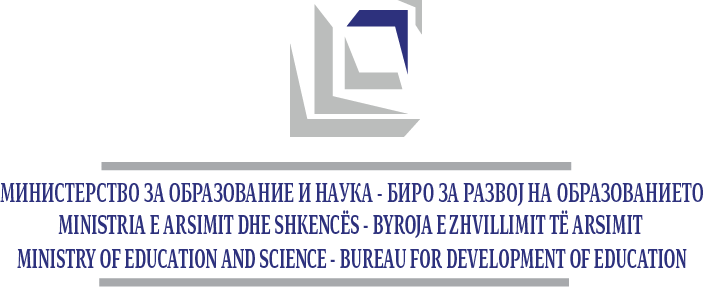 МИНИСТЕРСТВО ЗА ОБРАЗОВАНИЕ И НАУКА - БИРО ЗА РАЗВОЈ НА ОБРАЗОВАНИЕТО
MINISTRIA E ARSIMIT DHE SHKENCËS - BYROJA E ZHVILLIMIT TË ARSIMIT
MINISTRY OF EDUCATION AND SCIENCE - BUREAU FOR DEVELOPMENT OF EDUCATION